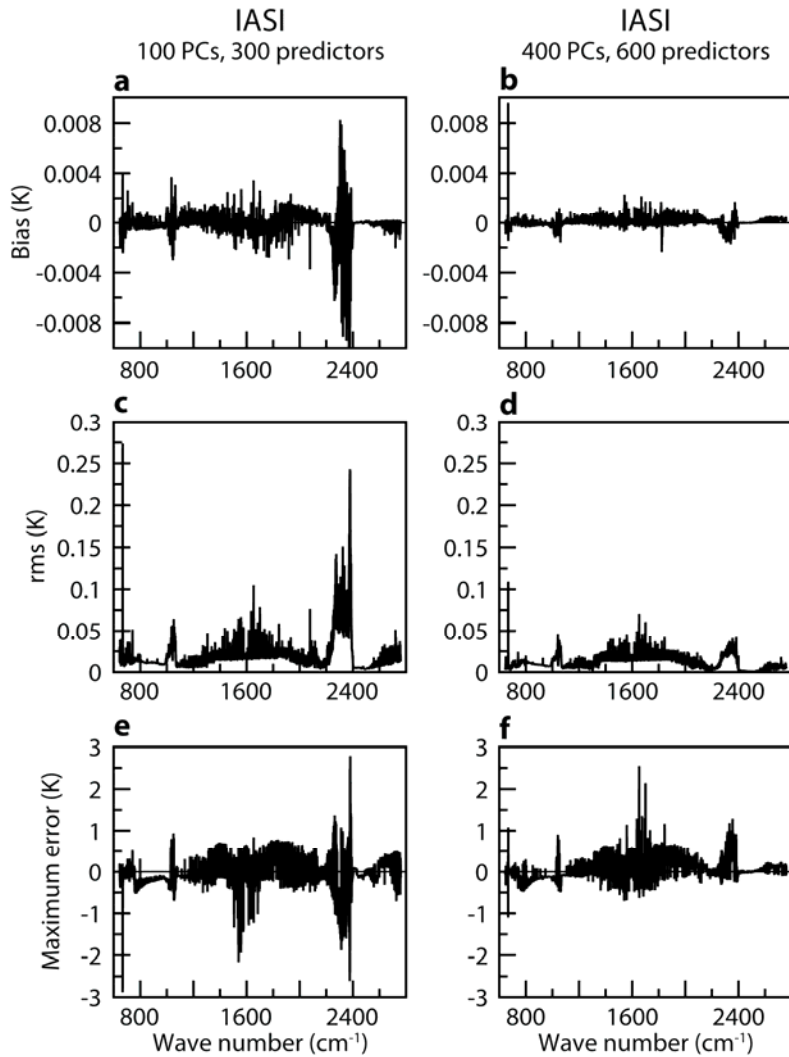 IASI
100 PCs, 300 predictors
IASI
400 PCs, 600 predictors
a
0.008
0.004
0
-0.004
-0.008
Bias (K)
800 1600 2400
b
0.008
0.004
0
-0.004
-0.008
800 1600 2400
c
0.3
0.25
0.2
0.15
0.1
0.05
0
rms (K)
800 1600 2400
d
0.3
0.25
0.2
0.15
0.1
0.05
0
800 1600 2400
e
3
2
1
0
-1
-2
-3
Maximum error (K)
800 1600 2400
Wave number (cm⁻¹)
f
3
2
1
0
-1
-2
-3
800 1600 2400
Wave number (cm⁻¹)